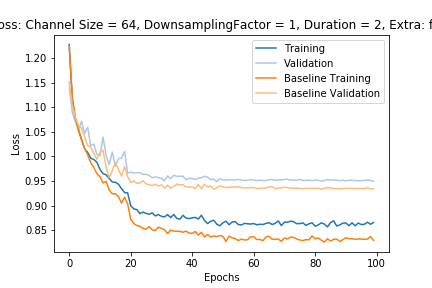 oss: Channel Size = 64, DownsamplingFactor = 1, Duration = 2, Extra: f
Training
Validation
Baseline Training
Baseline Validation
Loss
1.20
1.15
1.10
1.05
1.00
0.95
0.90
0.85
0 20 40 60 80 100
Epochs